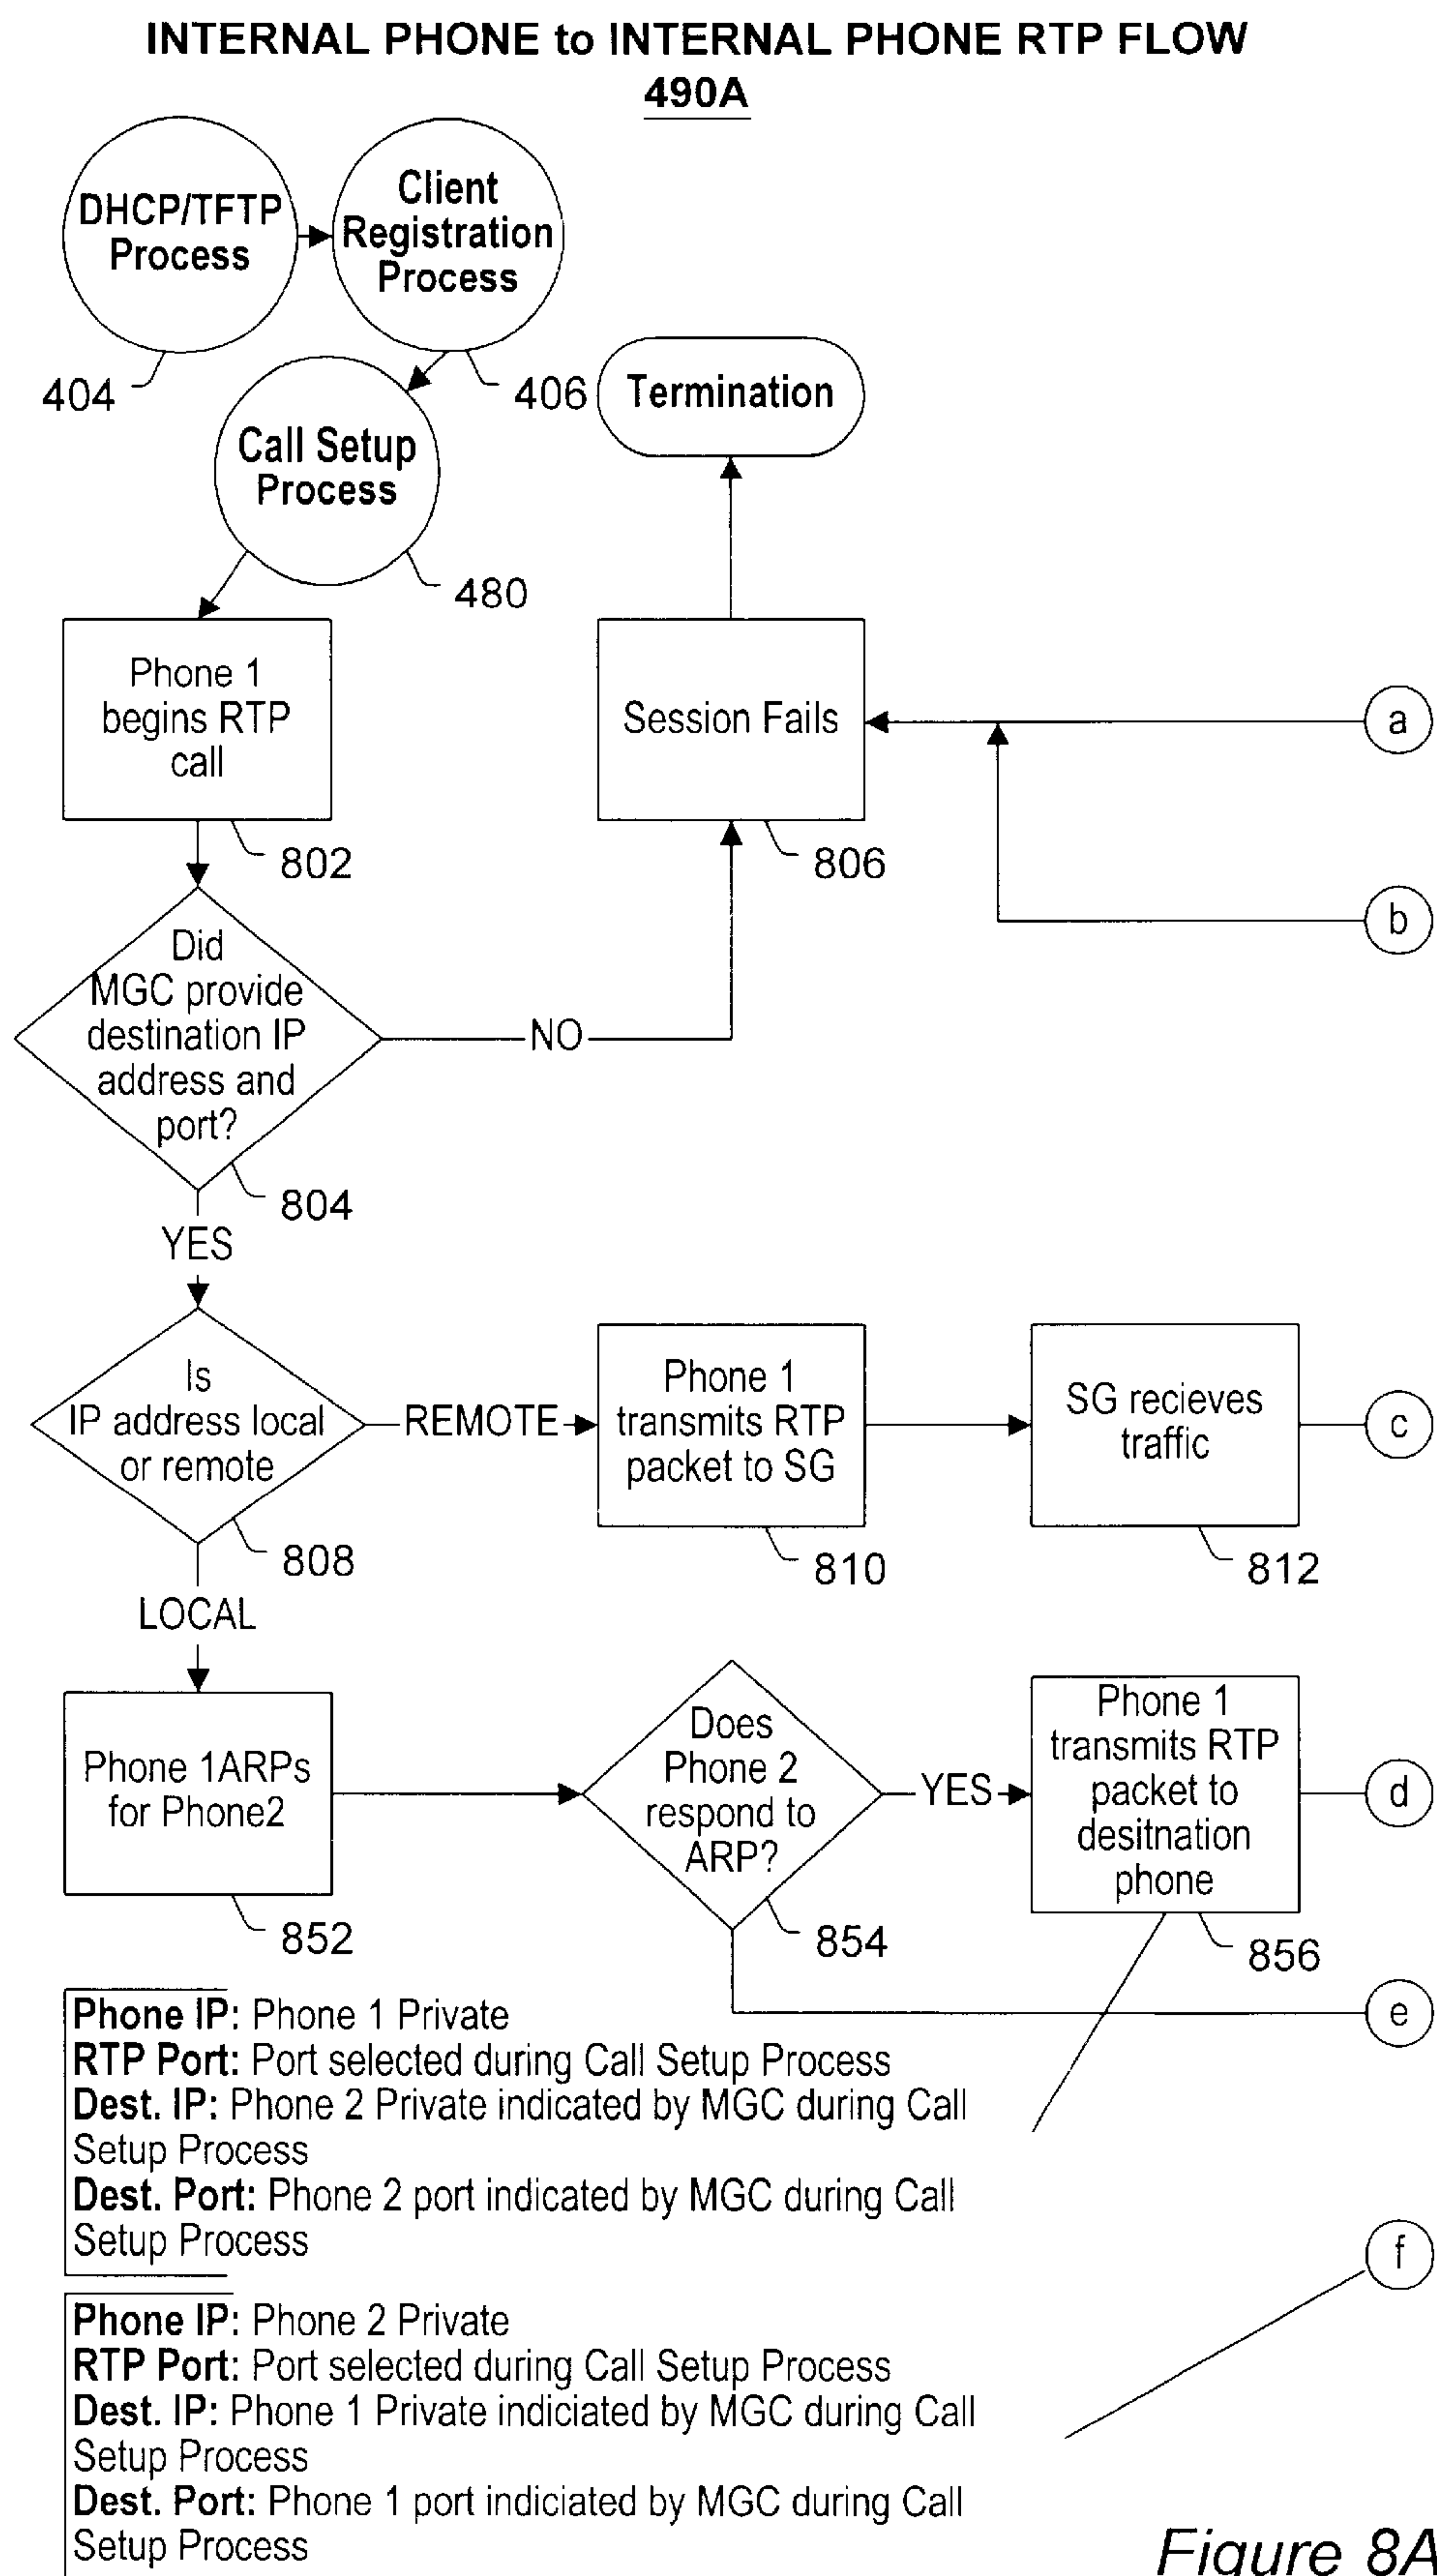 INTERNAL PHONE to INTERNAL PHONE RTP FLOW
490A
DHCP/TFTP
Process
404
Client
Registration
Process
406
Call Setup
Process
480
Termination
Phone 1
begins RTP
call
802
Session Fails
806
a
b
Did
MGC provide
destination IP
address and
port?
804
NO
YES
Is
IP address local
or remote
808
REMOTE
Phone 1
transmits RTP
packet to SG
810
SG recieves
traffic
812
c
LOCAL
Phone 1ARPs
for Phone2
852
Does
Phone 2
respond to
ARP?
854
YES
Phone 1
transmits RTP
packet to
desitnation
phone
856
d
e
Phone IP: Phone 1 Private
RTP Port: Port selected during Call Setup Process
Dest. IP: Phone 2 Private indicated by MGC during Call
Setup Process
Dest. Port: Phone 2 port indicated by MGC during Call
Setup Process
f
Phone IP: Phone 2 Private
RTP Port: Port selected during Call Setup Process
Dest. IP: Phone 1 Private indiciated by MGC during Call
Setup Process
Dest. Port: Phone 1 port indiciated by MGC during Call
Setup Process
Figure 8A